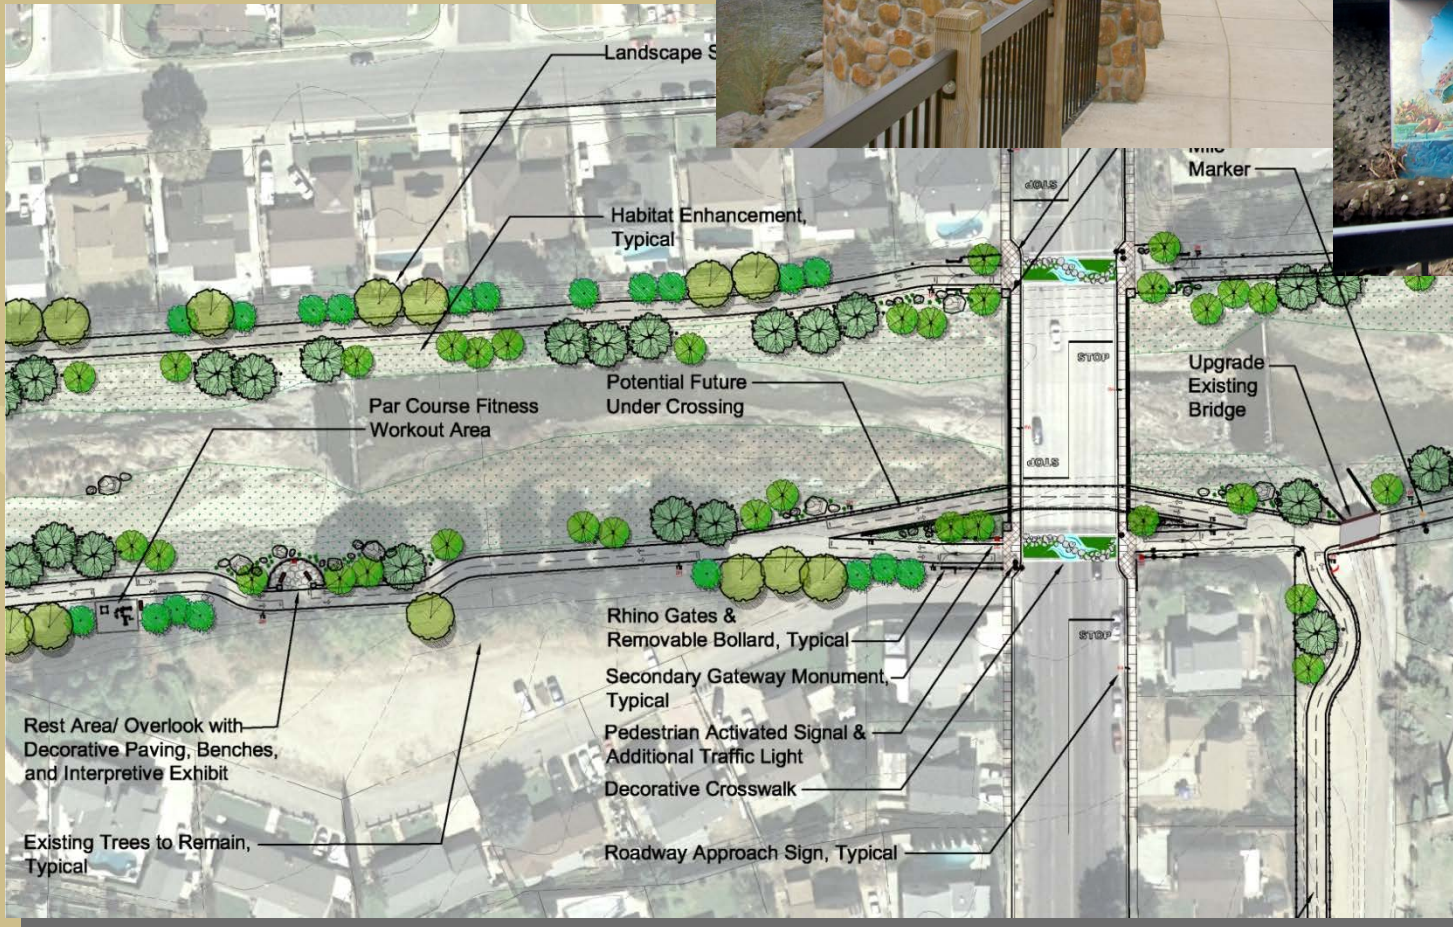 Landscape
Marker
Habitat Enhancement,
Typical
STOP
STOP
Upgrade
Existing
Bridge
Potential Future
Under Crossing
Par Course Fitness
Workout Area
STOP
Rhino Gates &
Removable Bollard, Typical
STOP
Secondary Gateway Monument,
Typical
Pedestrian Activated Signal &
Additional Traffic Light
Decorative Crosswalk
Roadway Approach Sign, Typical
Rest Area/ Overlook with
Decorative Paving, Benches,
and Interpretive Exhibit
Existing Trees to Remain,
Typical